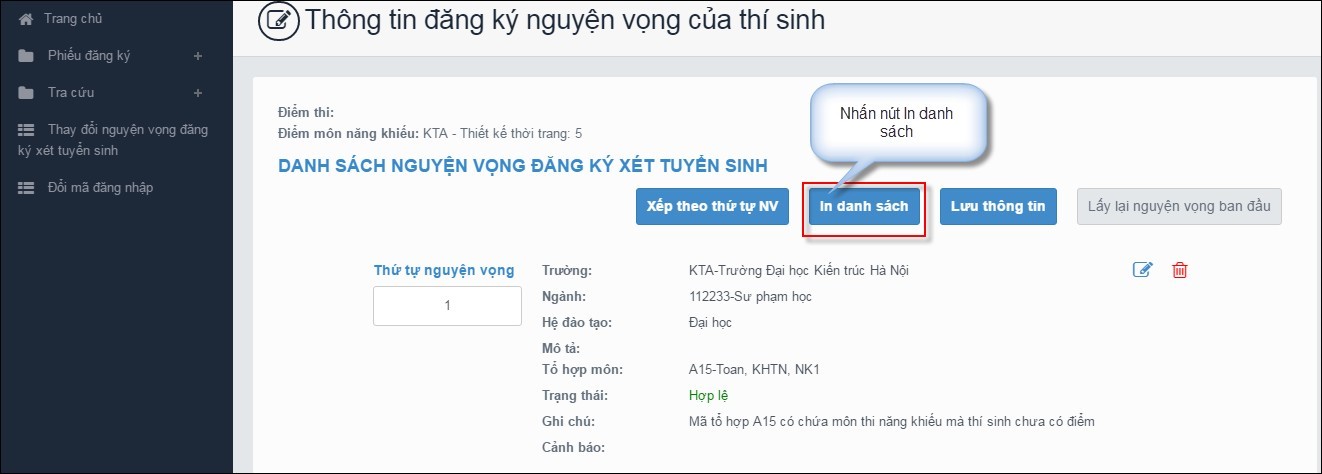 Trang chủ
Phiếu đăng ký
Tra cứu
Thay đổi nguyện vọng đăng
ký xét tuyển sinh
Đổi mã đăng nhập
Thông tin đăng ký nguyện vọng của thí sinh
Điểm thi:
Điểm môn năng khiếu: KTA - Thiết kế thời trang: 5
DANH SÁCH NGUYỆN VỌNG ĐĂNG KÝ XÉT TUYỂN SINH
Nhấn nút In danh
sách
Xếp theo thứ tự NV In danh sách Lưu thông tin Lấy lại nguyện vọng ban đầu
Thứ tự nguyện vọng
1
Trường: KTA-Trường Đại học Kiến trúc Hà Nội
Ngành: 112233-Sư phạm học
Hệ đào tạo: Đại học
Mô tả:
Tổ hợp môn: A15-Toan, KHTN, NK1
Trạng thái: Hợp lệ
Ghi chú: Mã tổ hợp A15 có chứa môn thi năng khiếu mà thí sinh chưa có điểm
Cảnh báo: